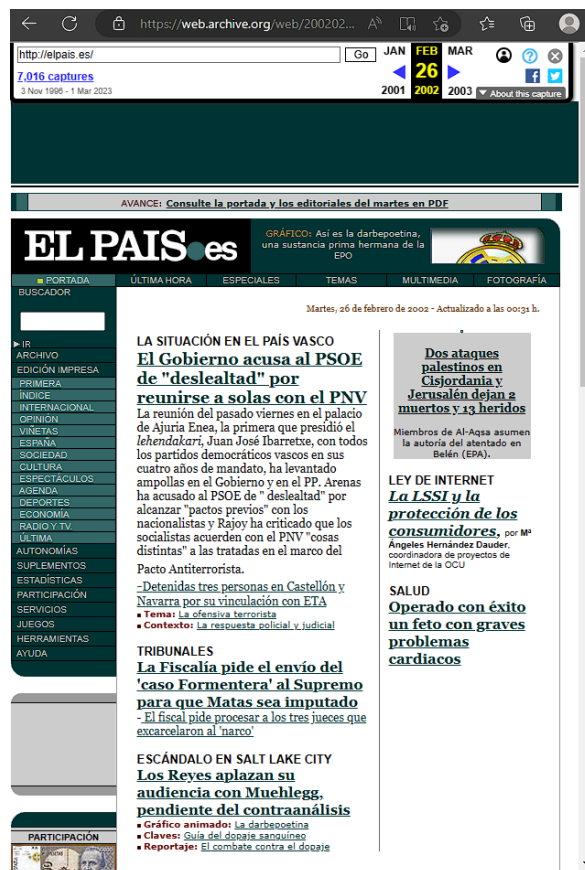 https://web.archive.org/web/200202...
http://elpais.es/
Go
JAN FEB MAR
7,016 captures
26
3 Nov 1996 - 1 Mar 2023
2001 2002 2003
About this capture
AVANCE: Consulte la portada y los editoriales del martes en PDF
EL PAIS es
GRÁFICO: Así es la darbepoetina,
una sustancia prima hermana de la
EPO
PORTADA
ÚLTIMA HORA
ESPECIALES
TEMAS
MULTIMEDIA
FOTOGRAFÍA
BUSCADOR
IR
ARCHIVO
EDICIÓN IMPRESA
PRIMERA
ÍNDICE
INTERNACIONAL
OPINIÓN
VIÑETAS
ESPAÑA
SOCIEDAD
CULTURA
ESPECTÁCULOS
AGENDA
DEPORTES
ECONOMÍA
RADIO Y TV.
ÚLTIMA
AUTONOMÍAS
SUPLEMENTOS
ESTADÍSTICAS
PARTICIPACIÓN
SERVICIOS
JUEGOS
HERRAMIENTAS
AYUDA
PARTICIPACIÓN
Martes, 26 de febrero de 2002 - Actualizado a las 00:31 h.
LA SITUACIÓN EN EL PAÍS VASCO
El Gobierno acusa al PSOE
de "deslealtad" por
reunirse a solas con el PNV
La reunión del pasado viernes en el palacio
de Ajuria Enea, la primera que presidió el
lehendakari, Juan José Ibarretxe, con todos
los partidos democráticos vascos en sus
cuatro años de mandato, ha levantado
ampollas en el Gobierno y en el PP. Arenas
ha acusado al PSOE de " deslealtad" por
alcanzar "pactos previos" con los
nacionalistas y Rajoy ha criticado que los
socialistas acuerden con el PNV "cosas
distintas" a las tratadas en el marco del
Pacto Antiterrorista.
-Detenidas tres personas en Castellón y
Navarra por su vinculación con ETA
Tema: La ofensiva terrorista
Contexto: La respuesta policial y judicial
TRIBUNALES
La Fiscalía pide el envío del
'caso Formentera' al Supremo
para que Matas sea imputado
- El fiscal pide procesar a los tres jueces que
excarcelaron al 'narco'
ESCÁNDALO EN SALT LAKE CITY
Los Reyes aplazan su
audiencia con Muehlegg,
pendiente del contraanálisis
Gráfico animado: La darbepoetina
Claves: Guía del dopaje sanguíneo
Reportaje: El combate contra el dopaje
Dos ataques
palestinos en
Cisjordania y
Jerusalén dejan 2
muertos y 13 heridos
Miembros de Al-Aqsa asumen
la autoría del atentado en
Belén (EPA).
LEY DE INTERNET
La LSSI y la
protección de los
consumidores, por Mª
Ángeles Hernández Dauder,
coordinadora de proyectos de
Internet de la OCU
SALUD
Operado con éxito
un feto con graves
problemas
cardiacos